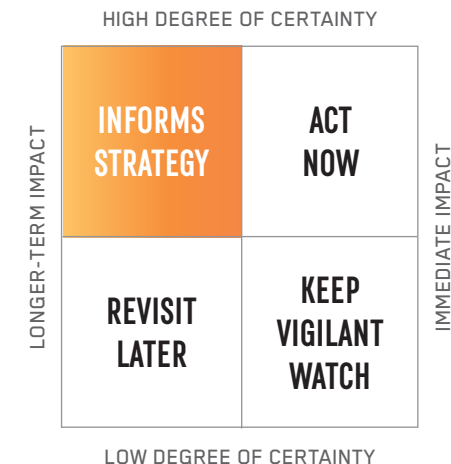 HIGH DEGREE OF CERTAINTY
LONGER-TERM IMPACT
INFORMS
STRATEGY
ACT
NOW
IMMEDIATE IMPACT
REVISIT
LATER
KEEP
VIGILANT
WATCH
LOW DEGREE OF CERTAINTY